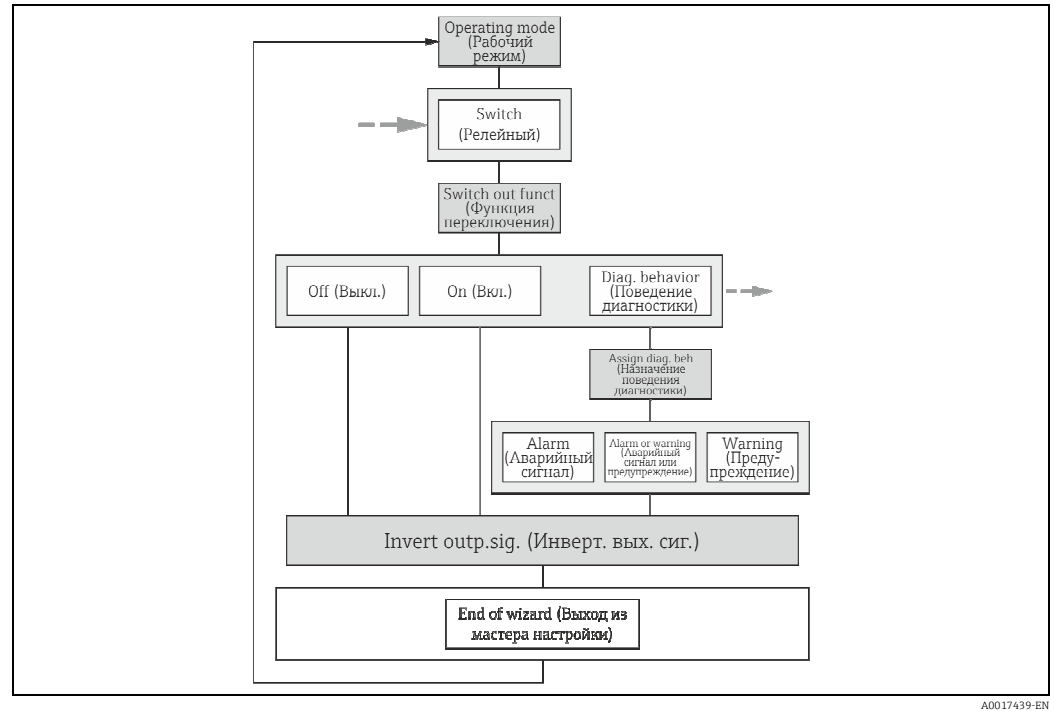 Operating mode
(Рабочий
режим)
Switch
(Релейный)
Switch out funct
(Функция
переключения)
Off (Выкл.)
On (Вкл.)
Diag. behavior
(Поведение
диагностики)
Assign diag. beh
(Назначение
поведения
диагностики)
Alarm
(Аварийный
сигнал)
Alarm or warning
(Аварийный
сигнал или
предупреждение)
Warning
(Преду-
преждение)
Invert outp.sig. (Инверт. вых. сиг.)
End of wizard (Выход из
мастера настройки)
A0017439-EN